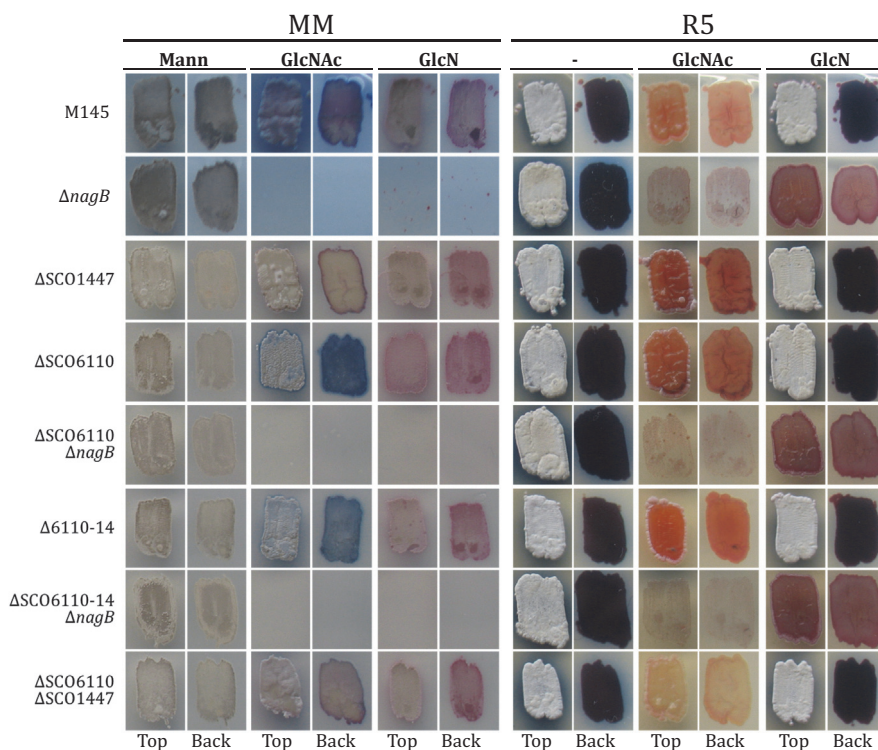 MM R5
Mann GlcNAc GlcN - GlcNAc GlcN
M145
ΔnagB
ΔSCO1447
ΔSCO6110
ΔSCO6110
ΔnagB
Δ6110-14
ΔSCO6110-14
ΔnagB
ΔSCO6110
ΔSCO1447
Top Back Top Back Top Back Top Back Top Back Top Back